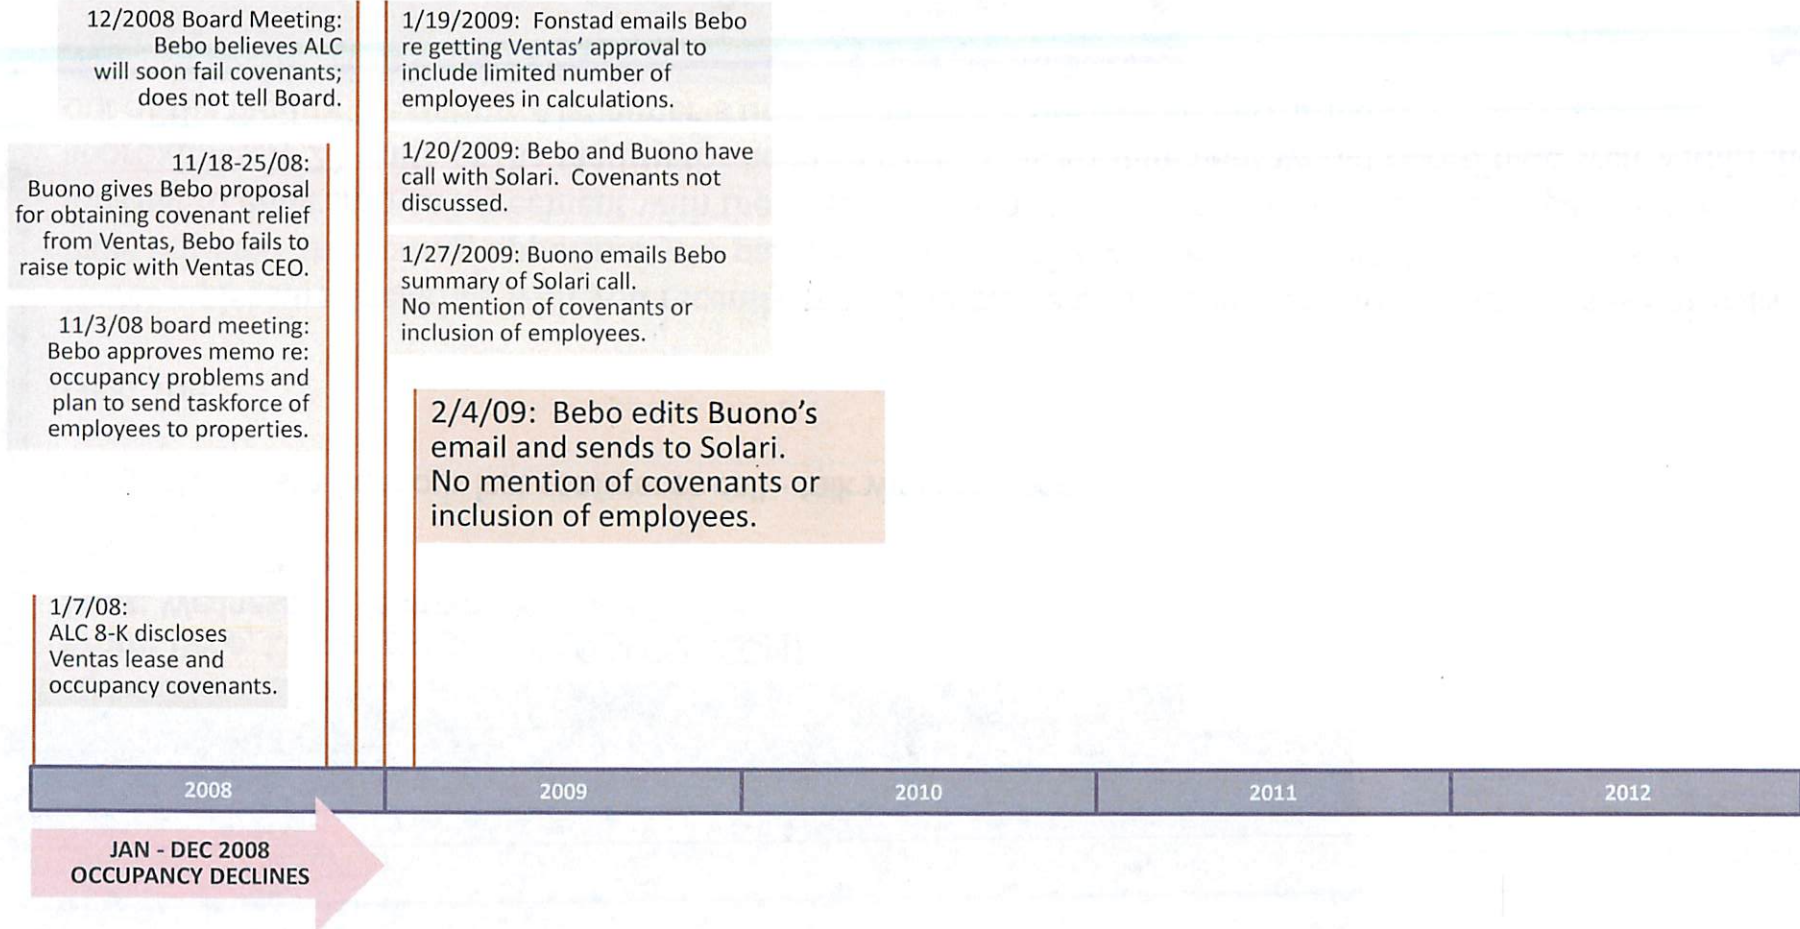 12/2008 Board Meeting:
Bebo believes ALC
will soon fail covenants;
does not tell Board.
11/18-25/08:
Buono gives Bebo proposal
for obtaining covenant relief
from Ventas, Bebo fails to
raise topic with Ventas CEO.
11/3/08 board meeting:
Bebo approves memo re:
occupancy problems and
plan to send taskforce of
employees to properties.
1/7/08:
ALC 8-K discloses
Ventas lease and
occupancy covenants.
1/19/2009: Fonstad emails Bebo
re getting Ventas’ approval to
include limited number of
employees in calculations.
1/20/2009: Bebo and Buono have
call with Solari. Covenants not
discussed.
1/27/2009: Buono emails Bebo
summary of Solari call.
No mention of covenants or
inclusion of employees.
2/4/09: Bebo edits Buono’s
email and sends to Solari.
No mention of covenants or
inclusion of employees.
2008
2009
2010
2011
2012
JAN - DEC 2008
OCCUPANCY DECLINES